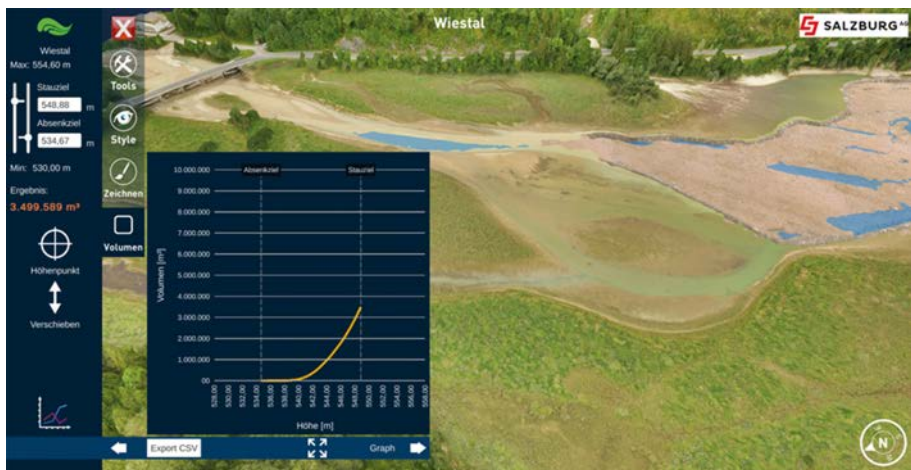 Wiestal
SALZBURG AG
Wiestal
Max: 554,60 m
Stauziel
548,88 m
Absenkziel
534,67 m
Min: 530,00 m
Ergebnis:
3.499.589 m³
Höhenpunkt
Verschieben
Tools
Style
Zeichnen
Volumen
Absenkziel
Stauziel
Volumen [m³]
10.000.000
9.000.000
8.000.000
7.000.000
6.000.000
5.000.000
4.000.000
3.000.000
2.000.000
1.000.000
00
528,00 530,00 532,00 534,00 536,00 538,00 540,00 542,00 544,00 546,00 548,00 550,00 552,00 554,00 556,00 558,00
Höhe [m]
Export CSV
Graph
N